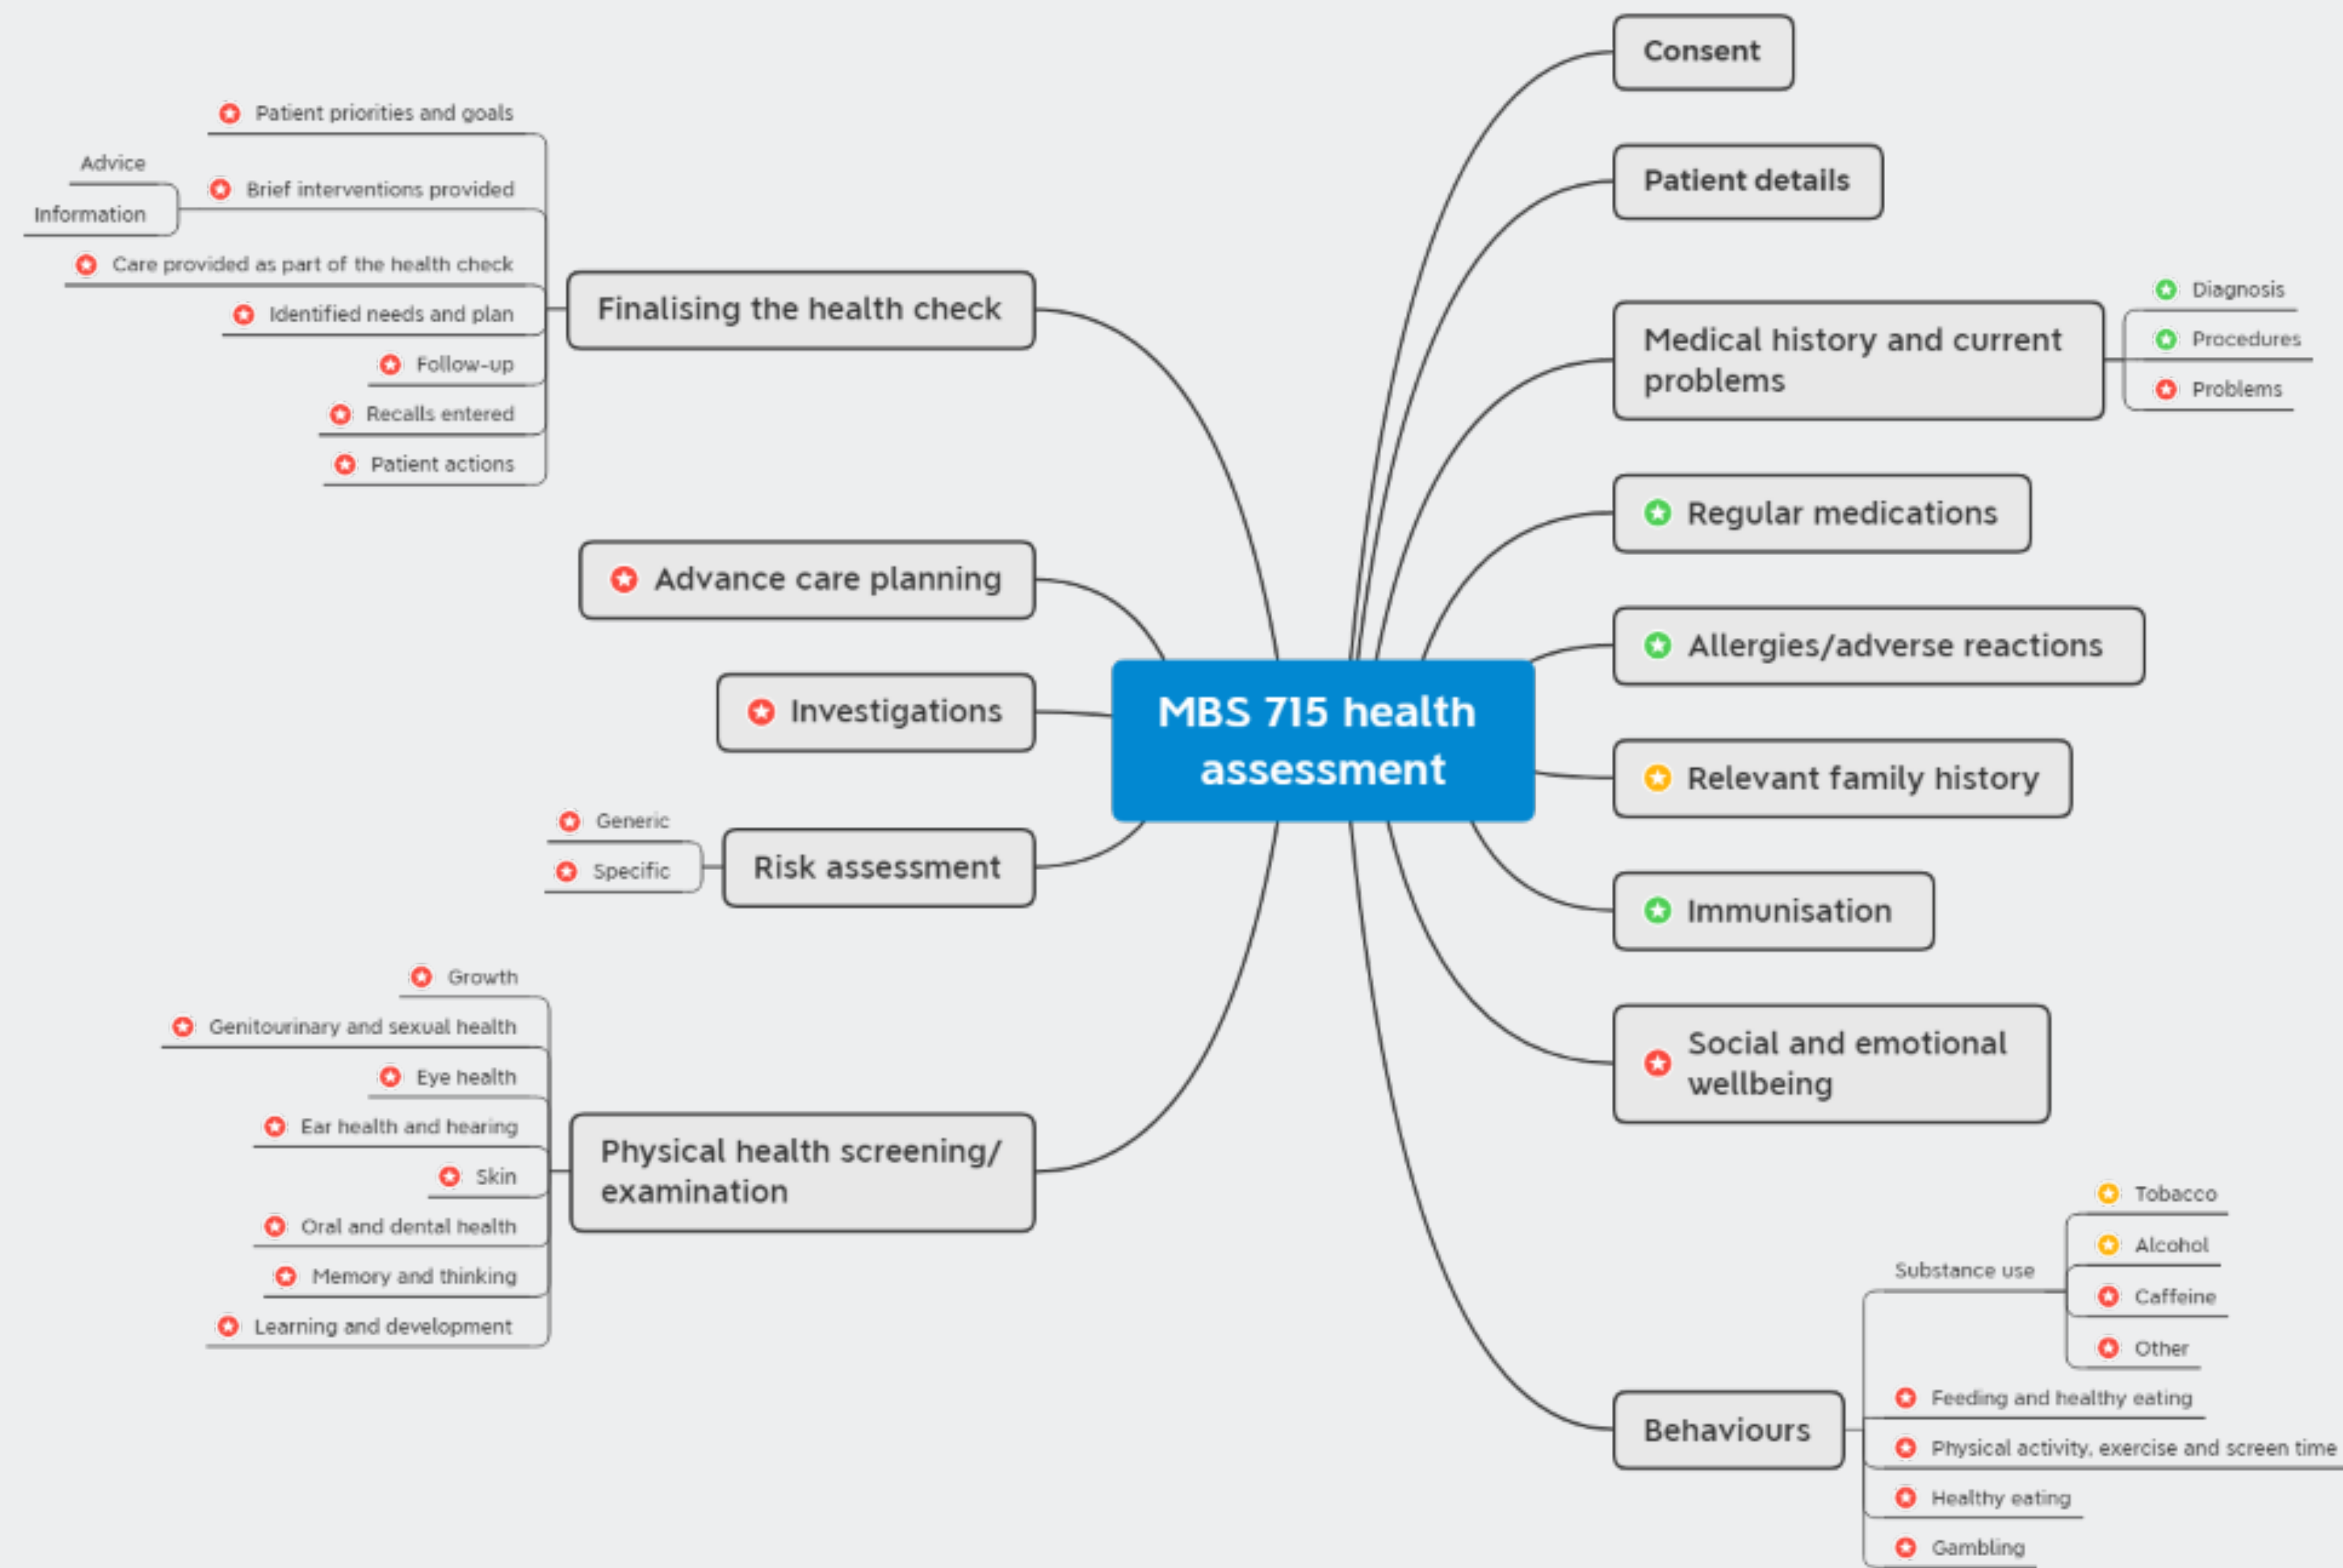 MBS 715 health
assessment
Consent
Patient details
Medical history and current
problems
Diagnosis
Procedures
Problems
Regular medications
Allergies/adverse reactions
Relevant family history
Immunisation
Social and emotional
wellbeing
Behaviours
Substance use
Tobacco
Alcohol
Caffeine
Other
Feeding and healthy eating
Physical activity, exercise and screen time
Healthy eating
Gambling
Finalising the health check
Patient priorities and goals
Brief interventions provided
Advice
Information
Care provided as part of the health check
Identified needs and plan
Follow-up
Recalls entered
Patient actions
Advance care planning
Investigations
Risk assessment
Generic
Specific
Physical health screening/
examination
Growth
Genitourinary and sexual health
Eye health
Ear health and hearing
Skin
Oral and dental health
Memory and thinking
Learning and development